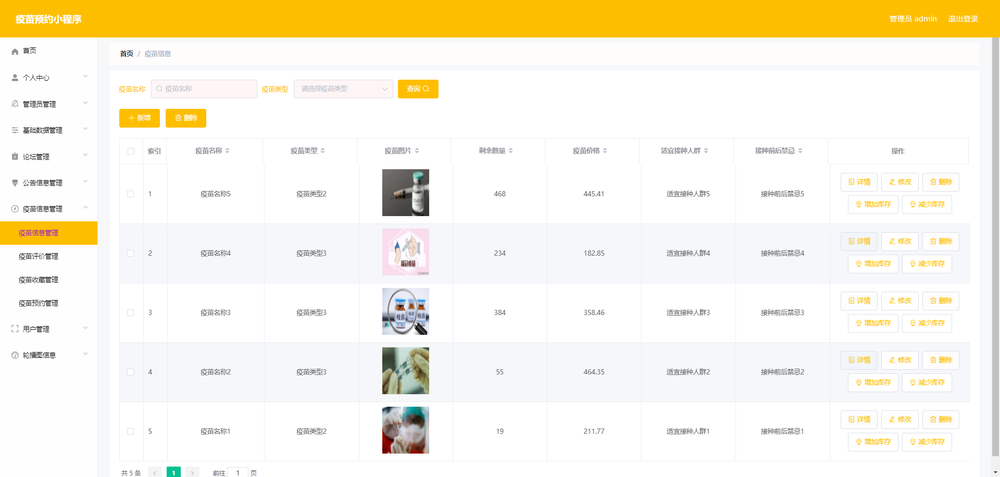 疫苗预约小程序
管理员 admin 退出登录
首页
个人中心
管理员管理
基础数据管理
论坛管理
公告信息管理
疫苗信息管理
疫苗信息管理
疫苗评价管理
疫苗收藏管理
疫苗预约管理
用户管理
轮播图信息
首页 / 疫苗信息
疫苗名称 疫苗名称 疫苗类型 请选择疫苗类型 查询
新增 删除
索引 疫苗名称 疫苗类型 疫苗图片 剩余数量 疫苗价格 适宜接种人群 接种前后禁忌 操作
1 疫苗名称5 疫苗类型2 468 445.41 适宜接种人群5 接种前后禁忌5 详情 修改 删除
增加库存 减少库存
2 疫苗名称4 疫苗类型3 新冠疫苗 234 182.85 适宜接种人群4 接种前后禁忌4 详情 修改 删除
增加库存 减少库存
3 疫苗名称3 疫苗类型3 疫苗 疫苗 疫苗 384 358.46 适宜接种人群3 接种前后禁忌3 详情 修改 删除
增加库存 减少库存
4 疫苗名称2 疫苗类型3 55 464.35 适宜接种人群2 接种前后禁忌2 详情 修改 删除
增加库存 减少库存
5 疫苗名称1 疫苗类型2 19 211.77 适宜接种人群1 接种前后禁忌1 详情 修改 删除
增加库存 减少库存
共 5 条 1 前往 1 页